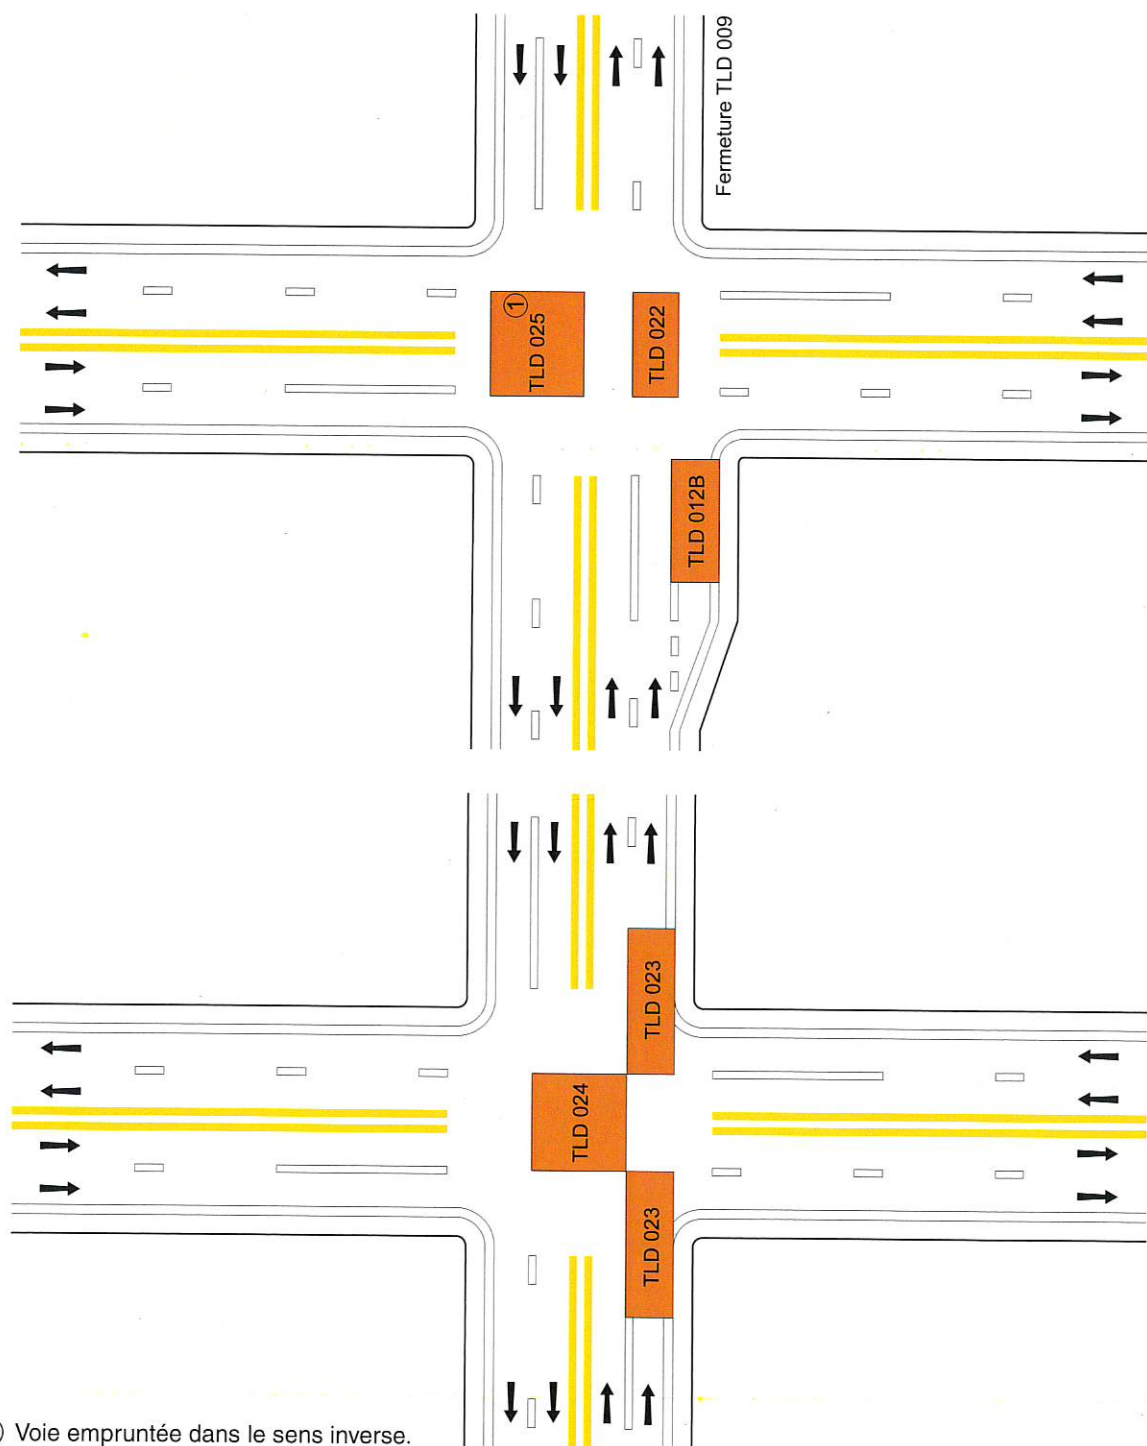 Fermeture TLD 009
①
TLD 025
TLD 022
TLD 012B
TLD 023
TLD 024
TLD 023
) Voie empruntée dans le sens inverse.